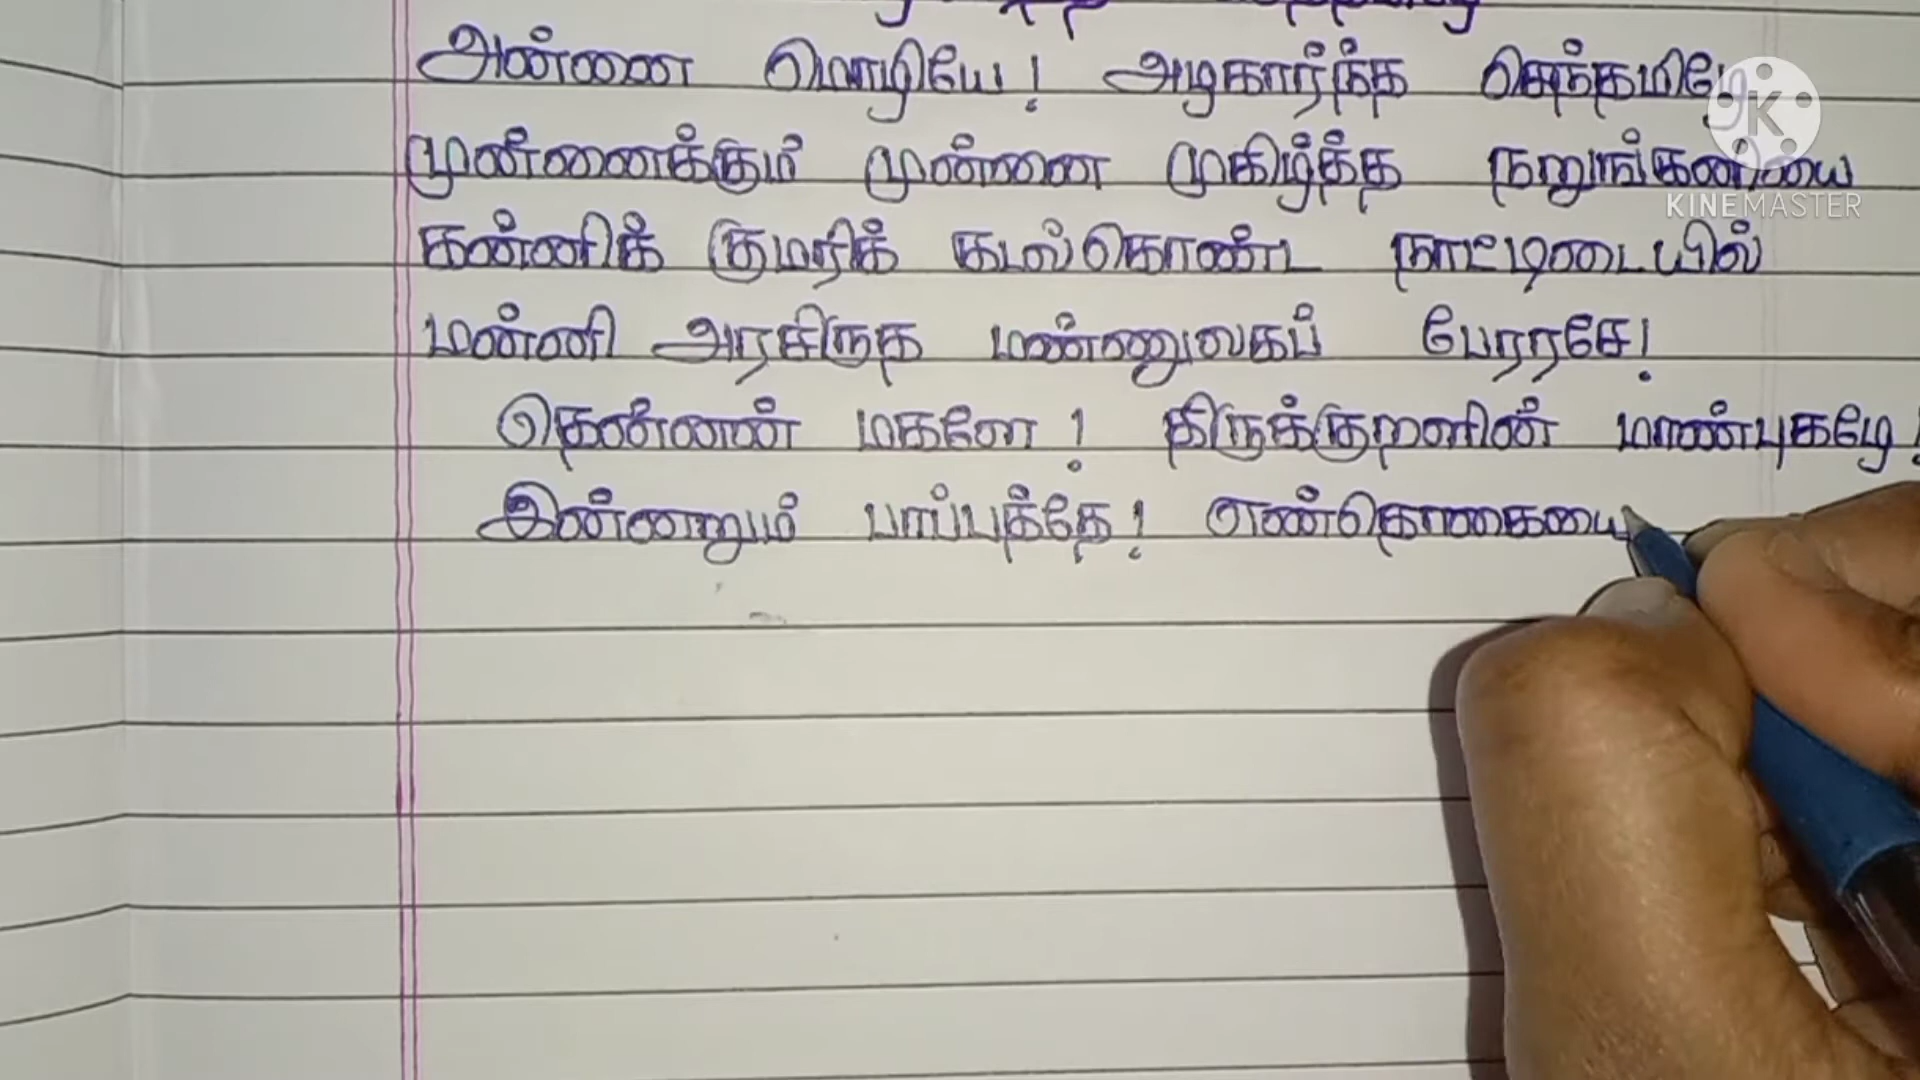 அன்னை மொழியே! அழகார்ந்த செந்தமிழே
முன்னைக்கும் முன்னை முகிழ்த்த நறுங்கனியை
கன்னிக் குமரிக் கடல்கொண்ட நாட்டிடையில்
மன்னி அரசிருத மண்ணுலகப் பேரரசே!
தென்னன் மகளே! திருக்குறளின் மாண்புகழே!
இன்னறும் பாப்பத்தே! எண்தொகையை
KINEMASTER